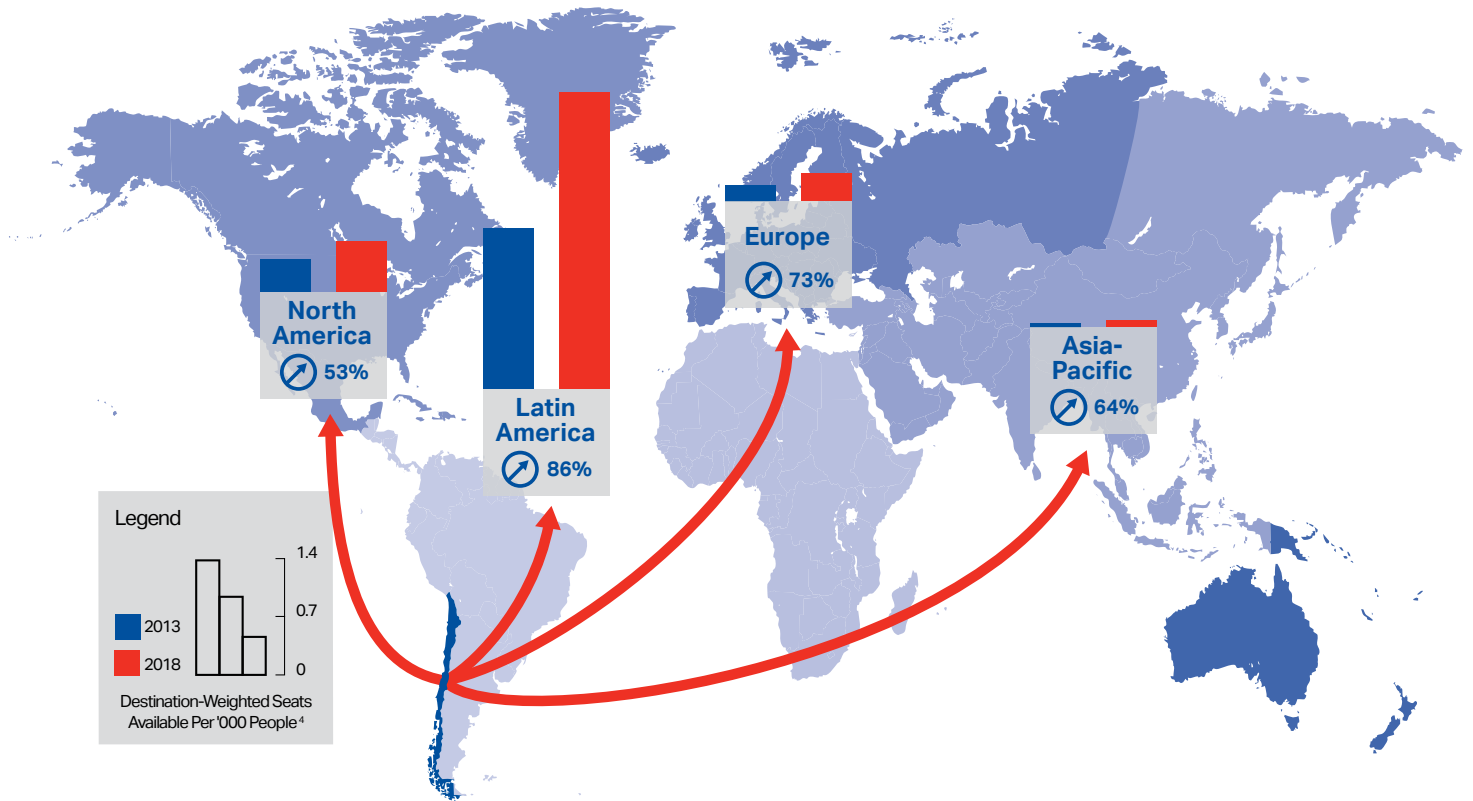 North
America
53%
Latin
America
86%
Europe
73%
Asia-
Pacific
64%
Legend
1.4
0.7
0
2013
2018
Destination-Weighted Seats
Available Per '000 People 4